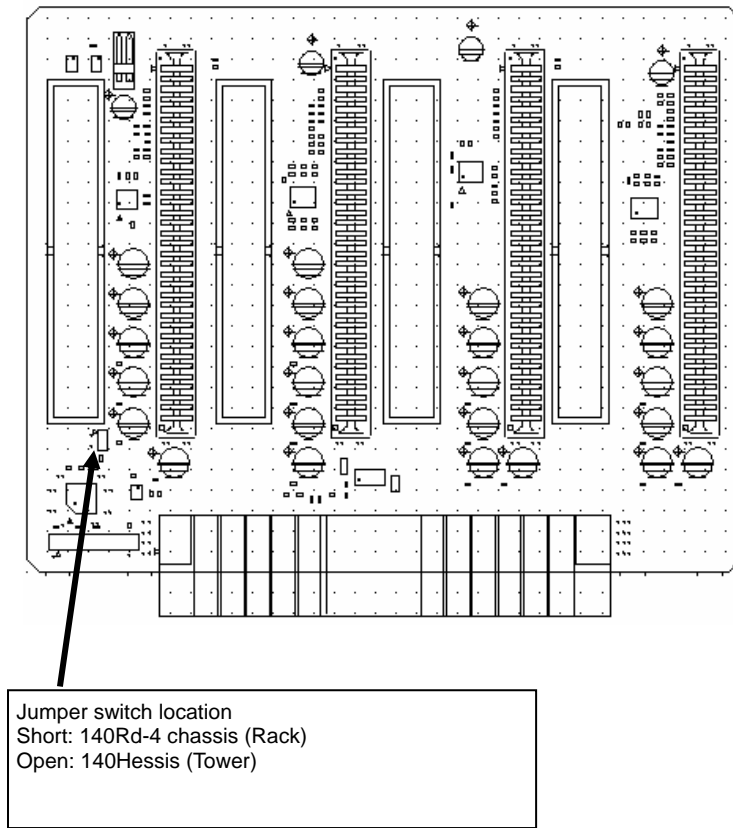 Jumper switch location
Short: 140Rd-4 chassis (Rack)
Open: 140Hessis (Tower)